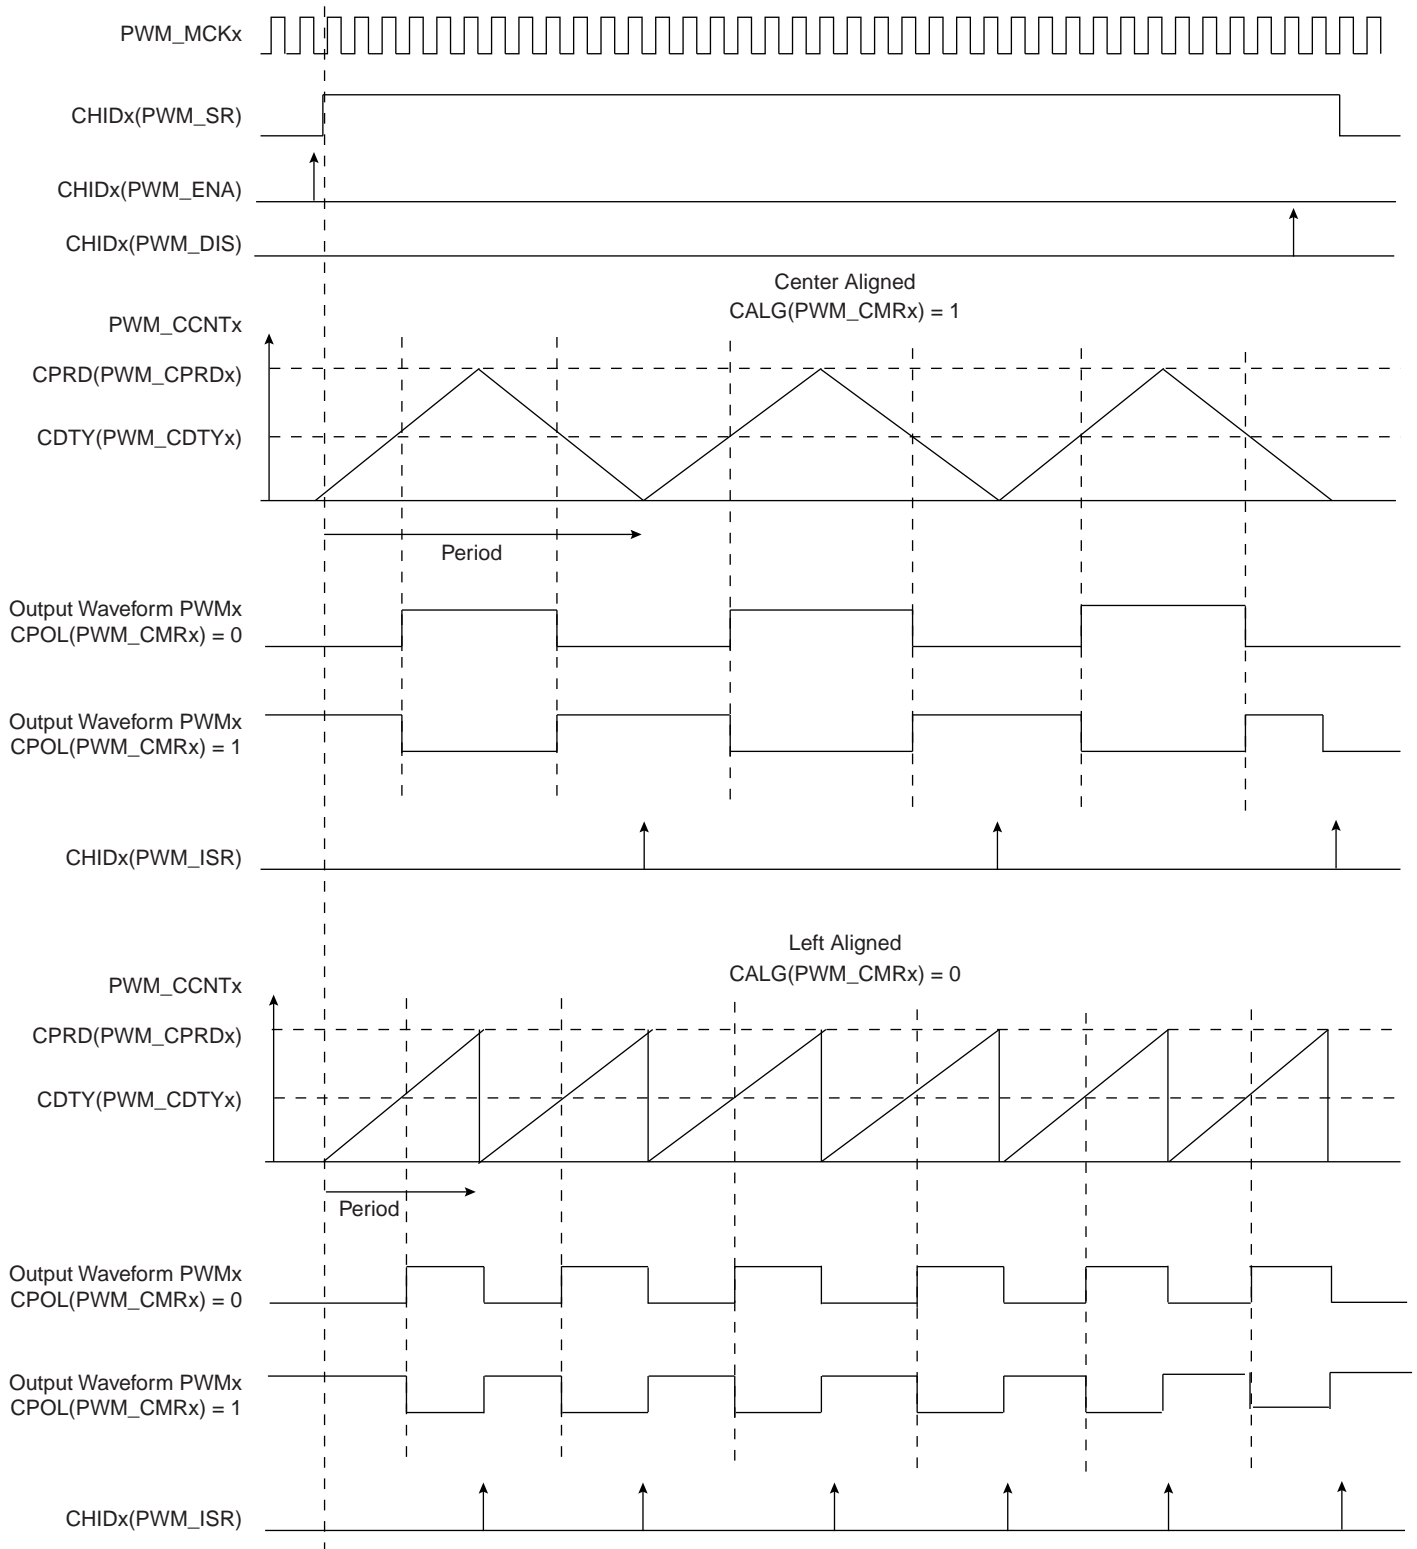 PWM_MCKx
CHIDx(PWM_SR)
CHIDx(PWM_ENA)
CHIDx(PWM_DIS)
Center Aligned
CALG(PWM_CMRx) = 1
PWM_CCNTx
CPRD(PWM_CPRDx)
CDTY(PWM_CDTYx)
Period
Output Waveform PWMx
CPOL(PWM_CMRx) = 0
Output Waveform PWMx
CPOL(PWM_CMRx) = 1
CHIDx(PWM_ISR)
Left Aligned
CALG(PWM_CMRx) = 0
PWM_CCNTx
CPRD(PWM_CPRDx)
CDTY(PWM_CDTYx)
Period
Output Waveform PWMx
CPOL(PWM_CMRx) = 0
Output Waveform PWMx
CPOL(PWM_CMRx) = 1
CHIDx(PWM_ISR)